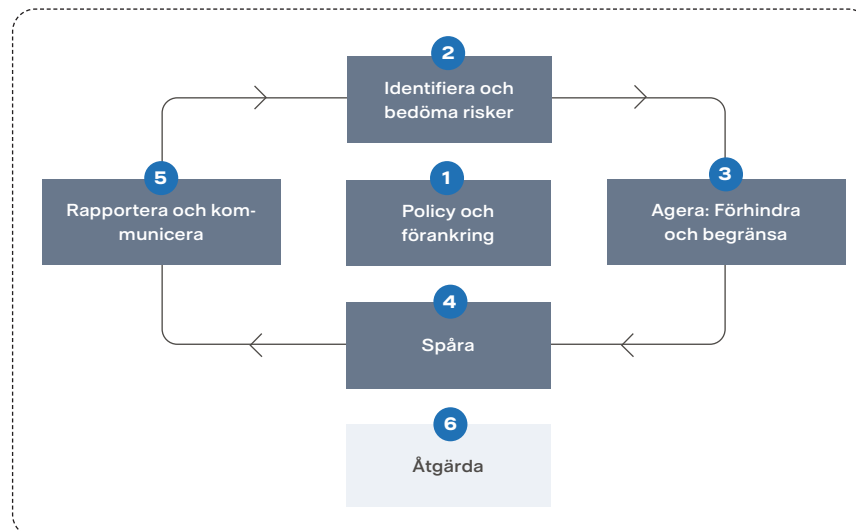 2
Identifiera och
bedöma risker
5
Rapportera och kom-
municera
1
Policy och
förankring
3
Agera: Förhindra
och begränsa
4
Spåra
6
Åtgärda